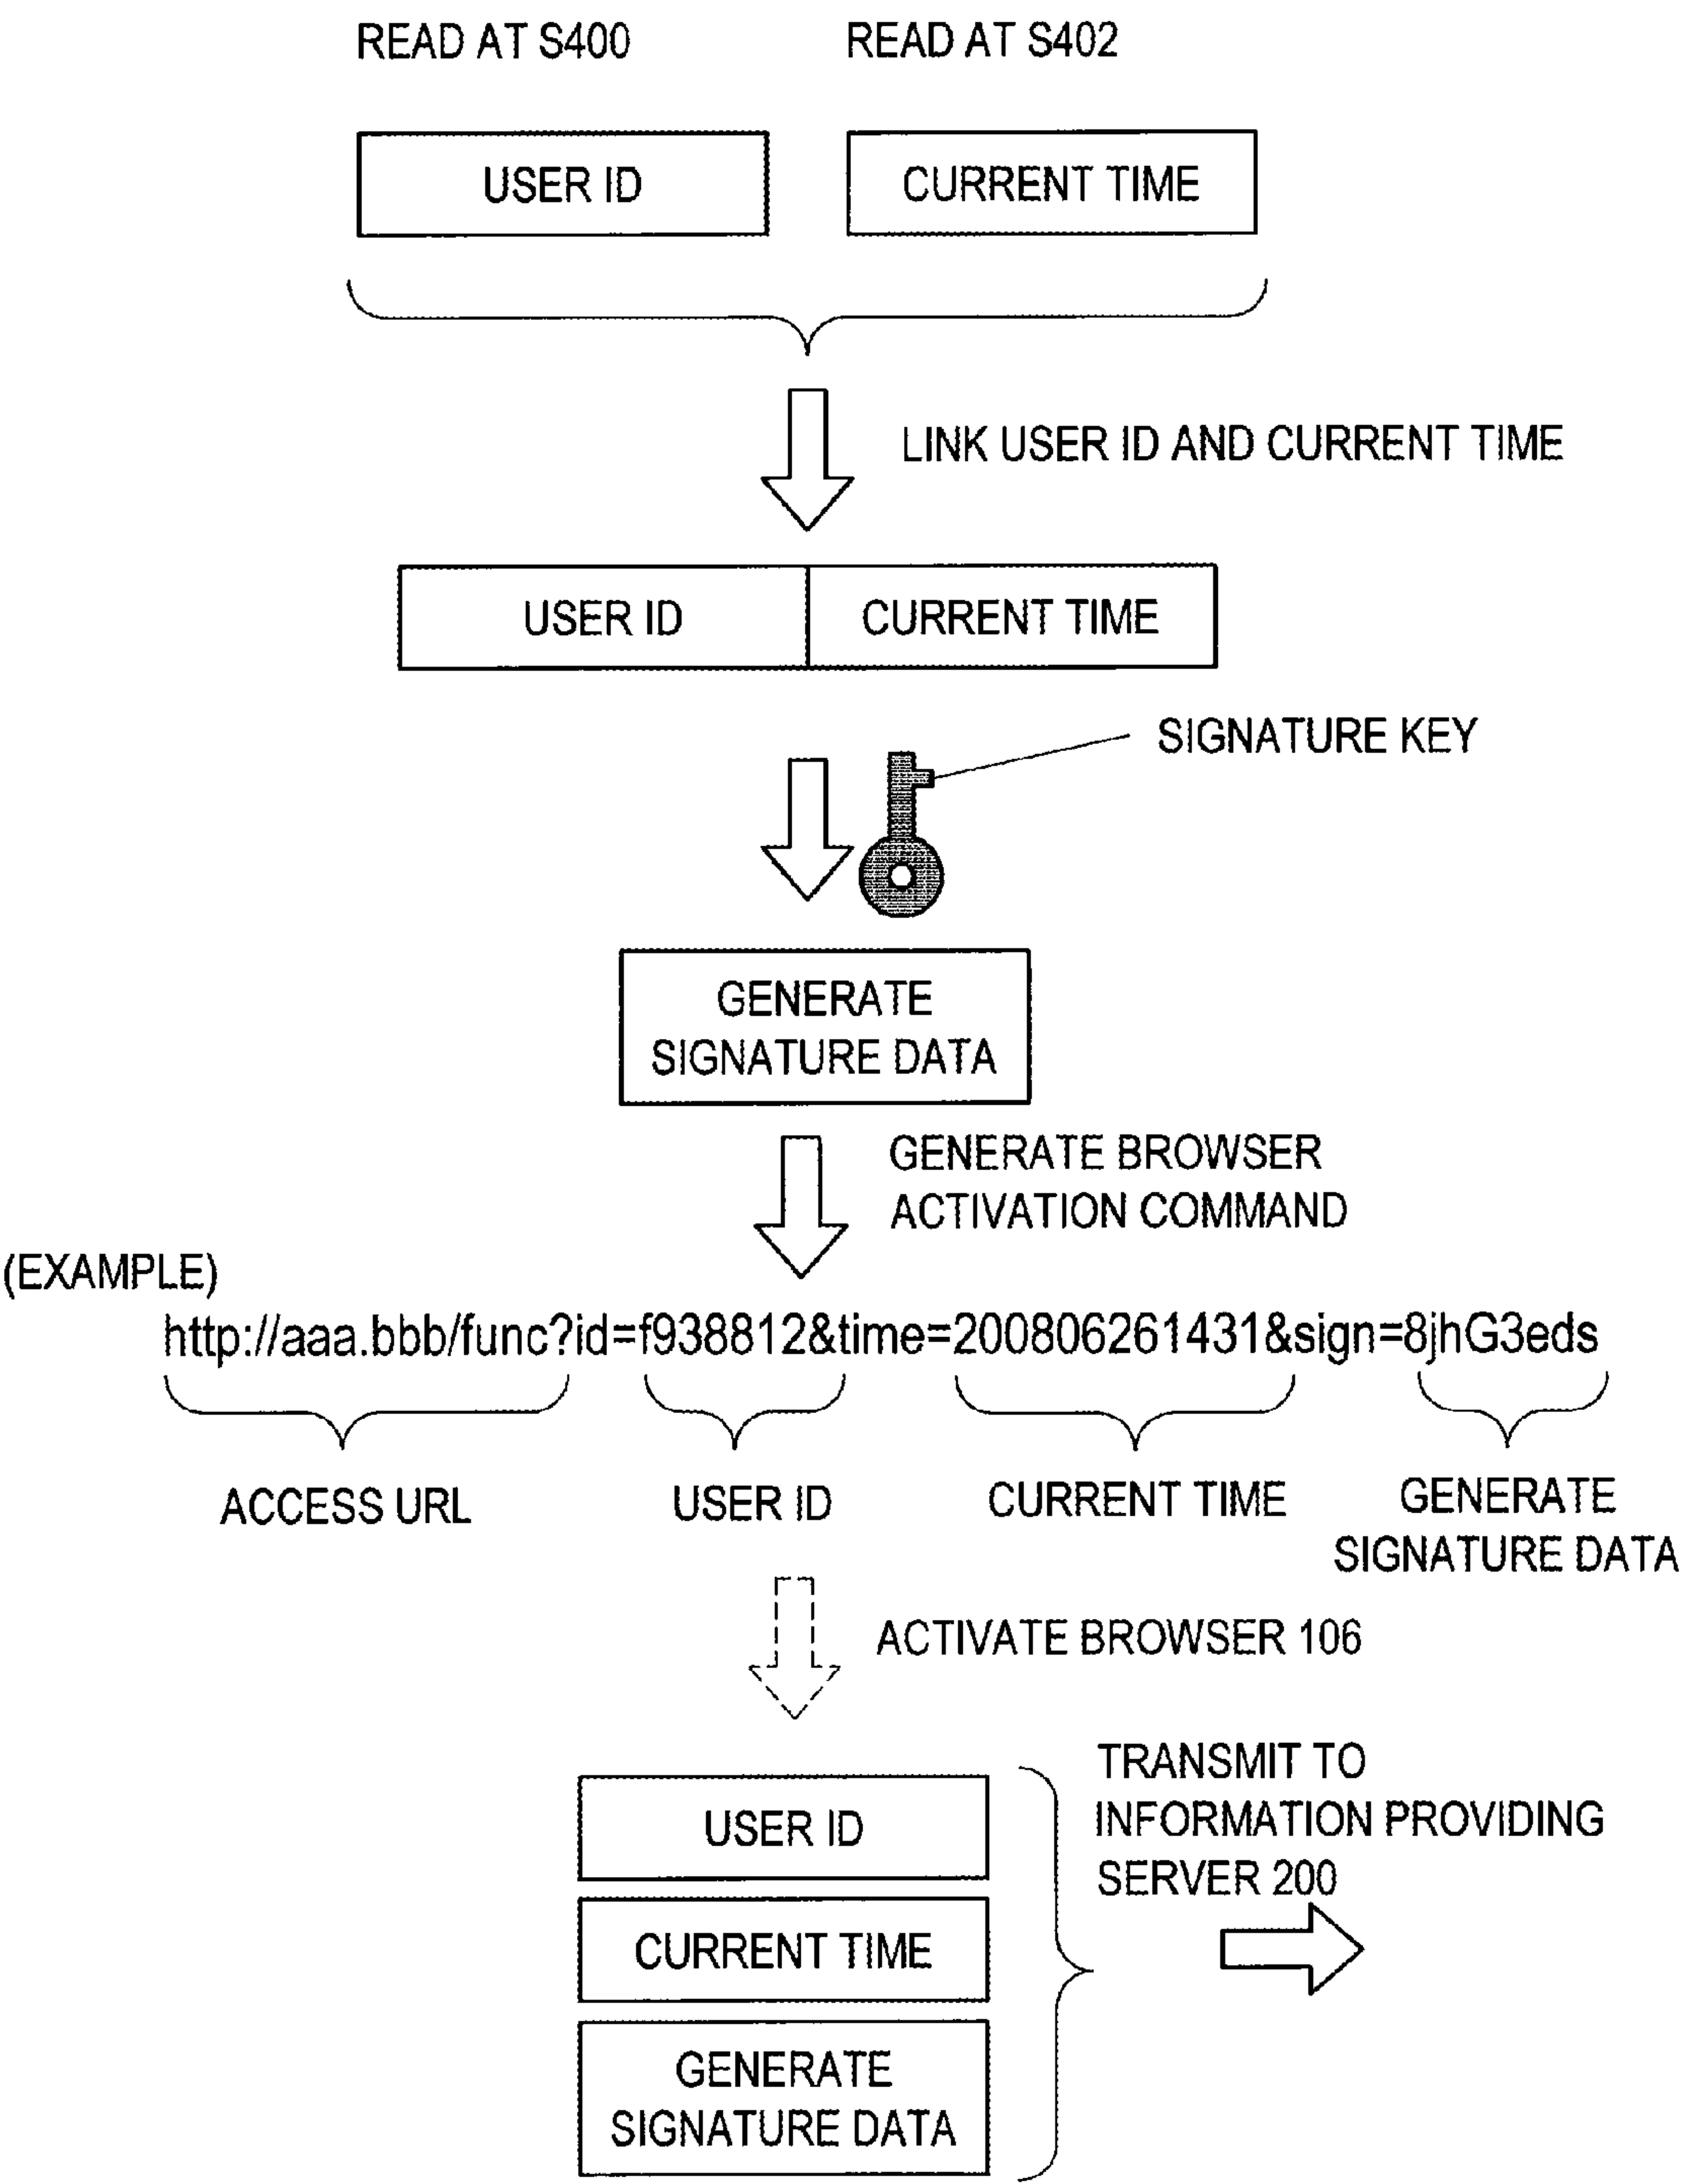 READ AT S400
READ AT S402
USER ID
CURRENT TIME
LINK USER ID AND CURRENT TIME
USER ID
CURRENT TIME
SIGNATURE KEY
GENERATE
SIGNATURE DATA
GENERATE BROWSER
ACTIVATION COMMAND
(EXAMPLE)
http://aaa.bbb/func?id=f938812&time=200806261431&sign=8jhG3eds
ACCESS URL
USER ID
CURRENT TIME
GENERATE
SIGNATURE DATA
ACTIVATE BROWSER 106
USER ID
CURRENT TIME
GENERATE
SIGNATURE DATA
TRANSMIT TO
INFORMATION PROVIDING
SERVER 200